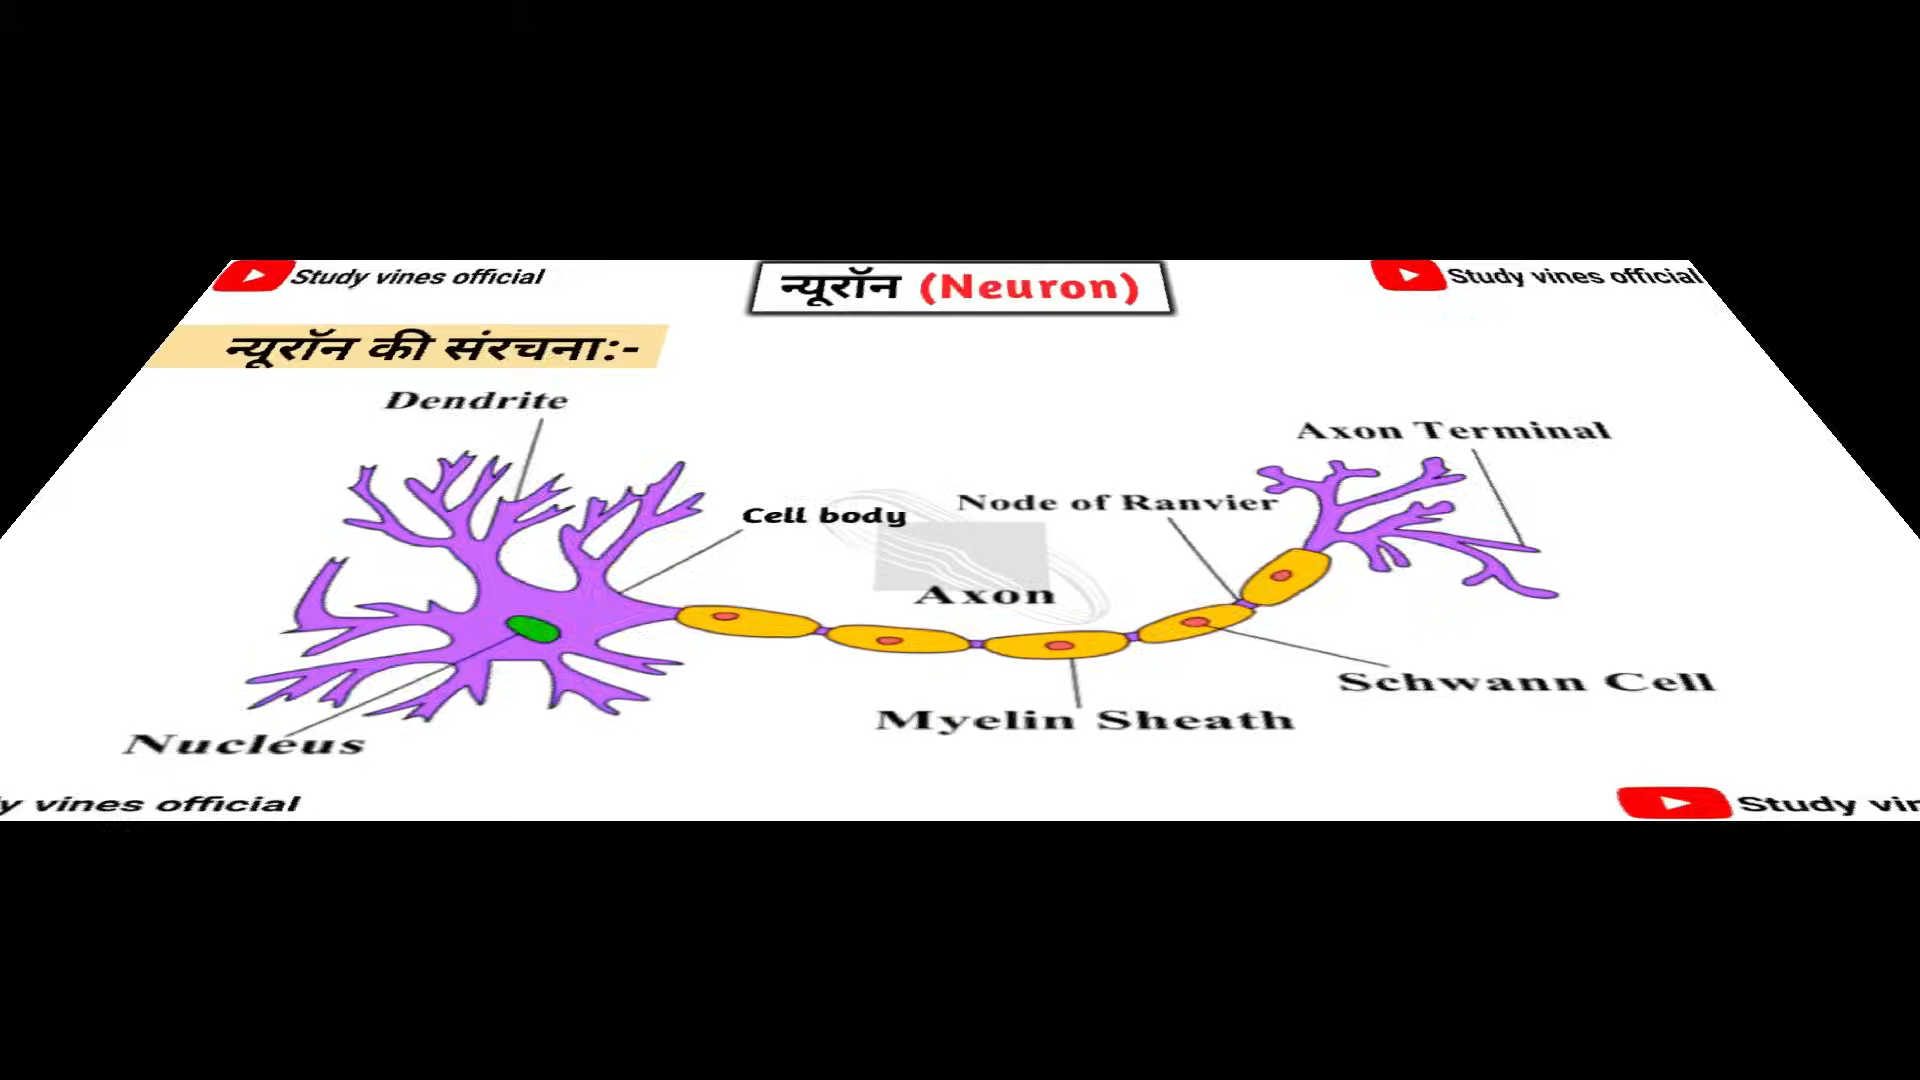 Study vines official
न्यूरॉन (Neuron)
Study vines official
न्यूरॉन की संरचना:-
Dendrite
Axon Terminal
Node of Ranvier
Cell body
Axon
Schwann Cell
Myelin Sheath
Nucleus
vines official
Study